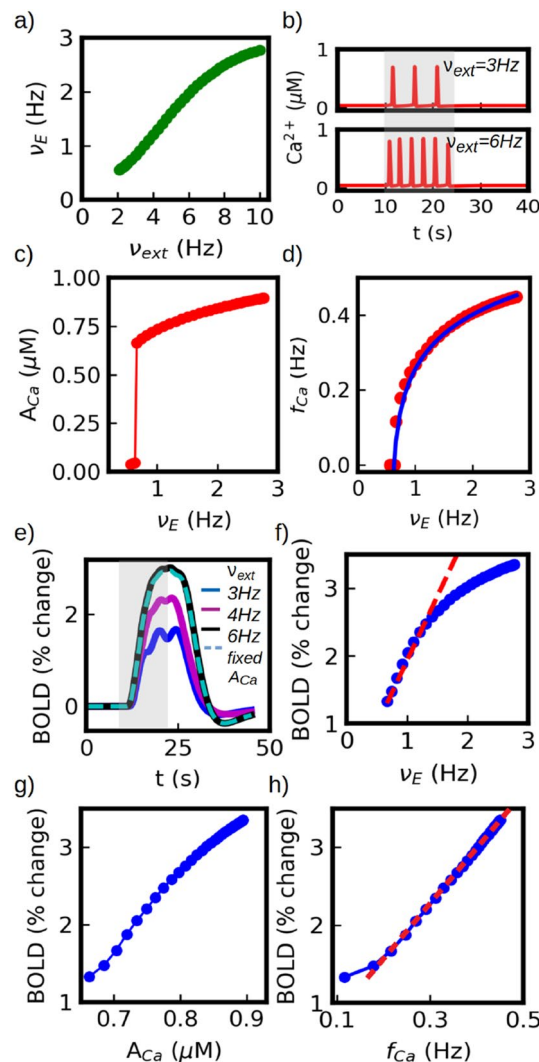 a)
ν_E (Hz)
3
2
1
0
0 2 4 6 8 10
ν_ext (Hz)
b)
Ca²⁺ (μM)
1
0
ν_ext=3Hz
1
0
ν_ext=6Hz
0 10 20 30 40
t (s)
c)
A_Ca (μM)
1.00
0.75
0.50
0.25
0.00
1 2 3
ν_E (Hz)
d)
f_Ca (Hz)
0.4
0.2
0.0
0 1 2 3
ν_E (Hz)
e)
BOLD (% change)
2
0
ν_ext
3Hz
4Hz
6Hz
fixed
A_Ca
0 25 50
t (s)
f)
BOLD (% change)
3
2
1
0 1 2 3
ν_E (Hz)
g)
BOLD (% change)
3
2
1
0.7 0.8 0.9
A_Ca (μM)
h)
BOLD (% change)
3
2
1
0.1 0.3 0.5
f_Ca (Hz)